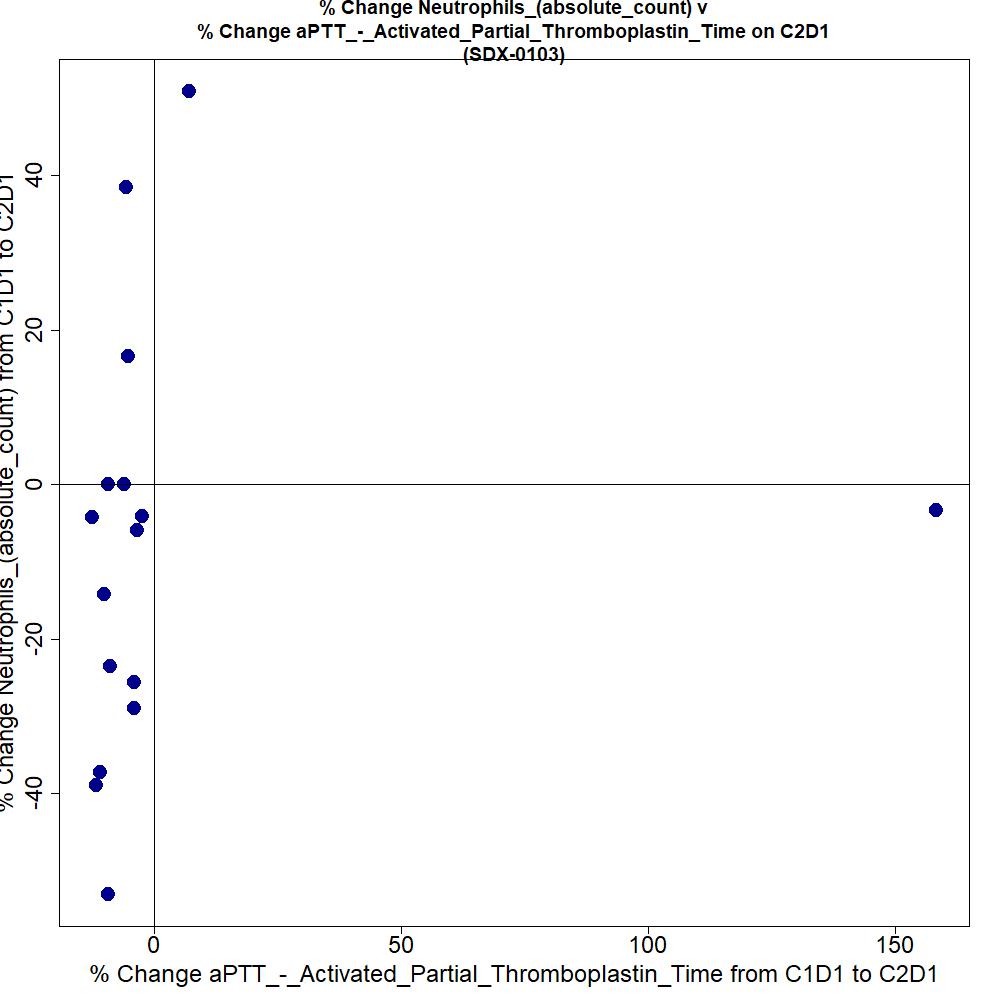 % Change Neutrophils_(absolute_count) v
% Change aPTT_-_Activated_Partial_Thromboplastin_Time on C2D1
(SDX-0103)
% Change Neutrophils_(absolute_count) from C1D1 to C2D1
40
20
0
-20
-40
0 50 100 150
% Change aPTT_-_Activated_Partial_Thromboplastin_Time from C1D1 to C2D1